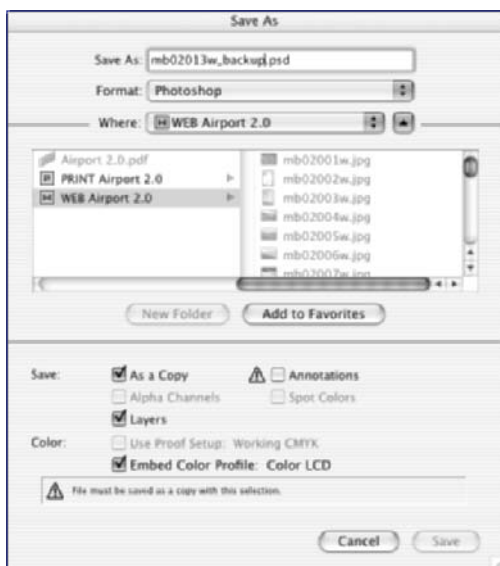 Save As
Save As: mb02013w_backup.psd
Format: Photoshop
Where: WEB Airport 2.0
Airport 2.0.pdf
PRINT Airport 2.0
WEB Airport 2.0
mb02001w.jpg
mb02002w.jpg
mb02003w.jpg
mb02004w.jpg
mb02005w.jpg
mb02006w.jpg
mb02007w.jpg
New Folder Add to Favorites
Save: As a Copy Annotations
Alpha Channels Spot Colors
Layers
Color: Use Proof Setup: Working CMYK
Embed Color Profile: Color LCD
File must be saved as a copy with this selection.
Cancel Save